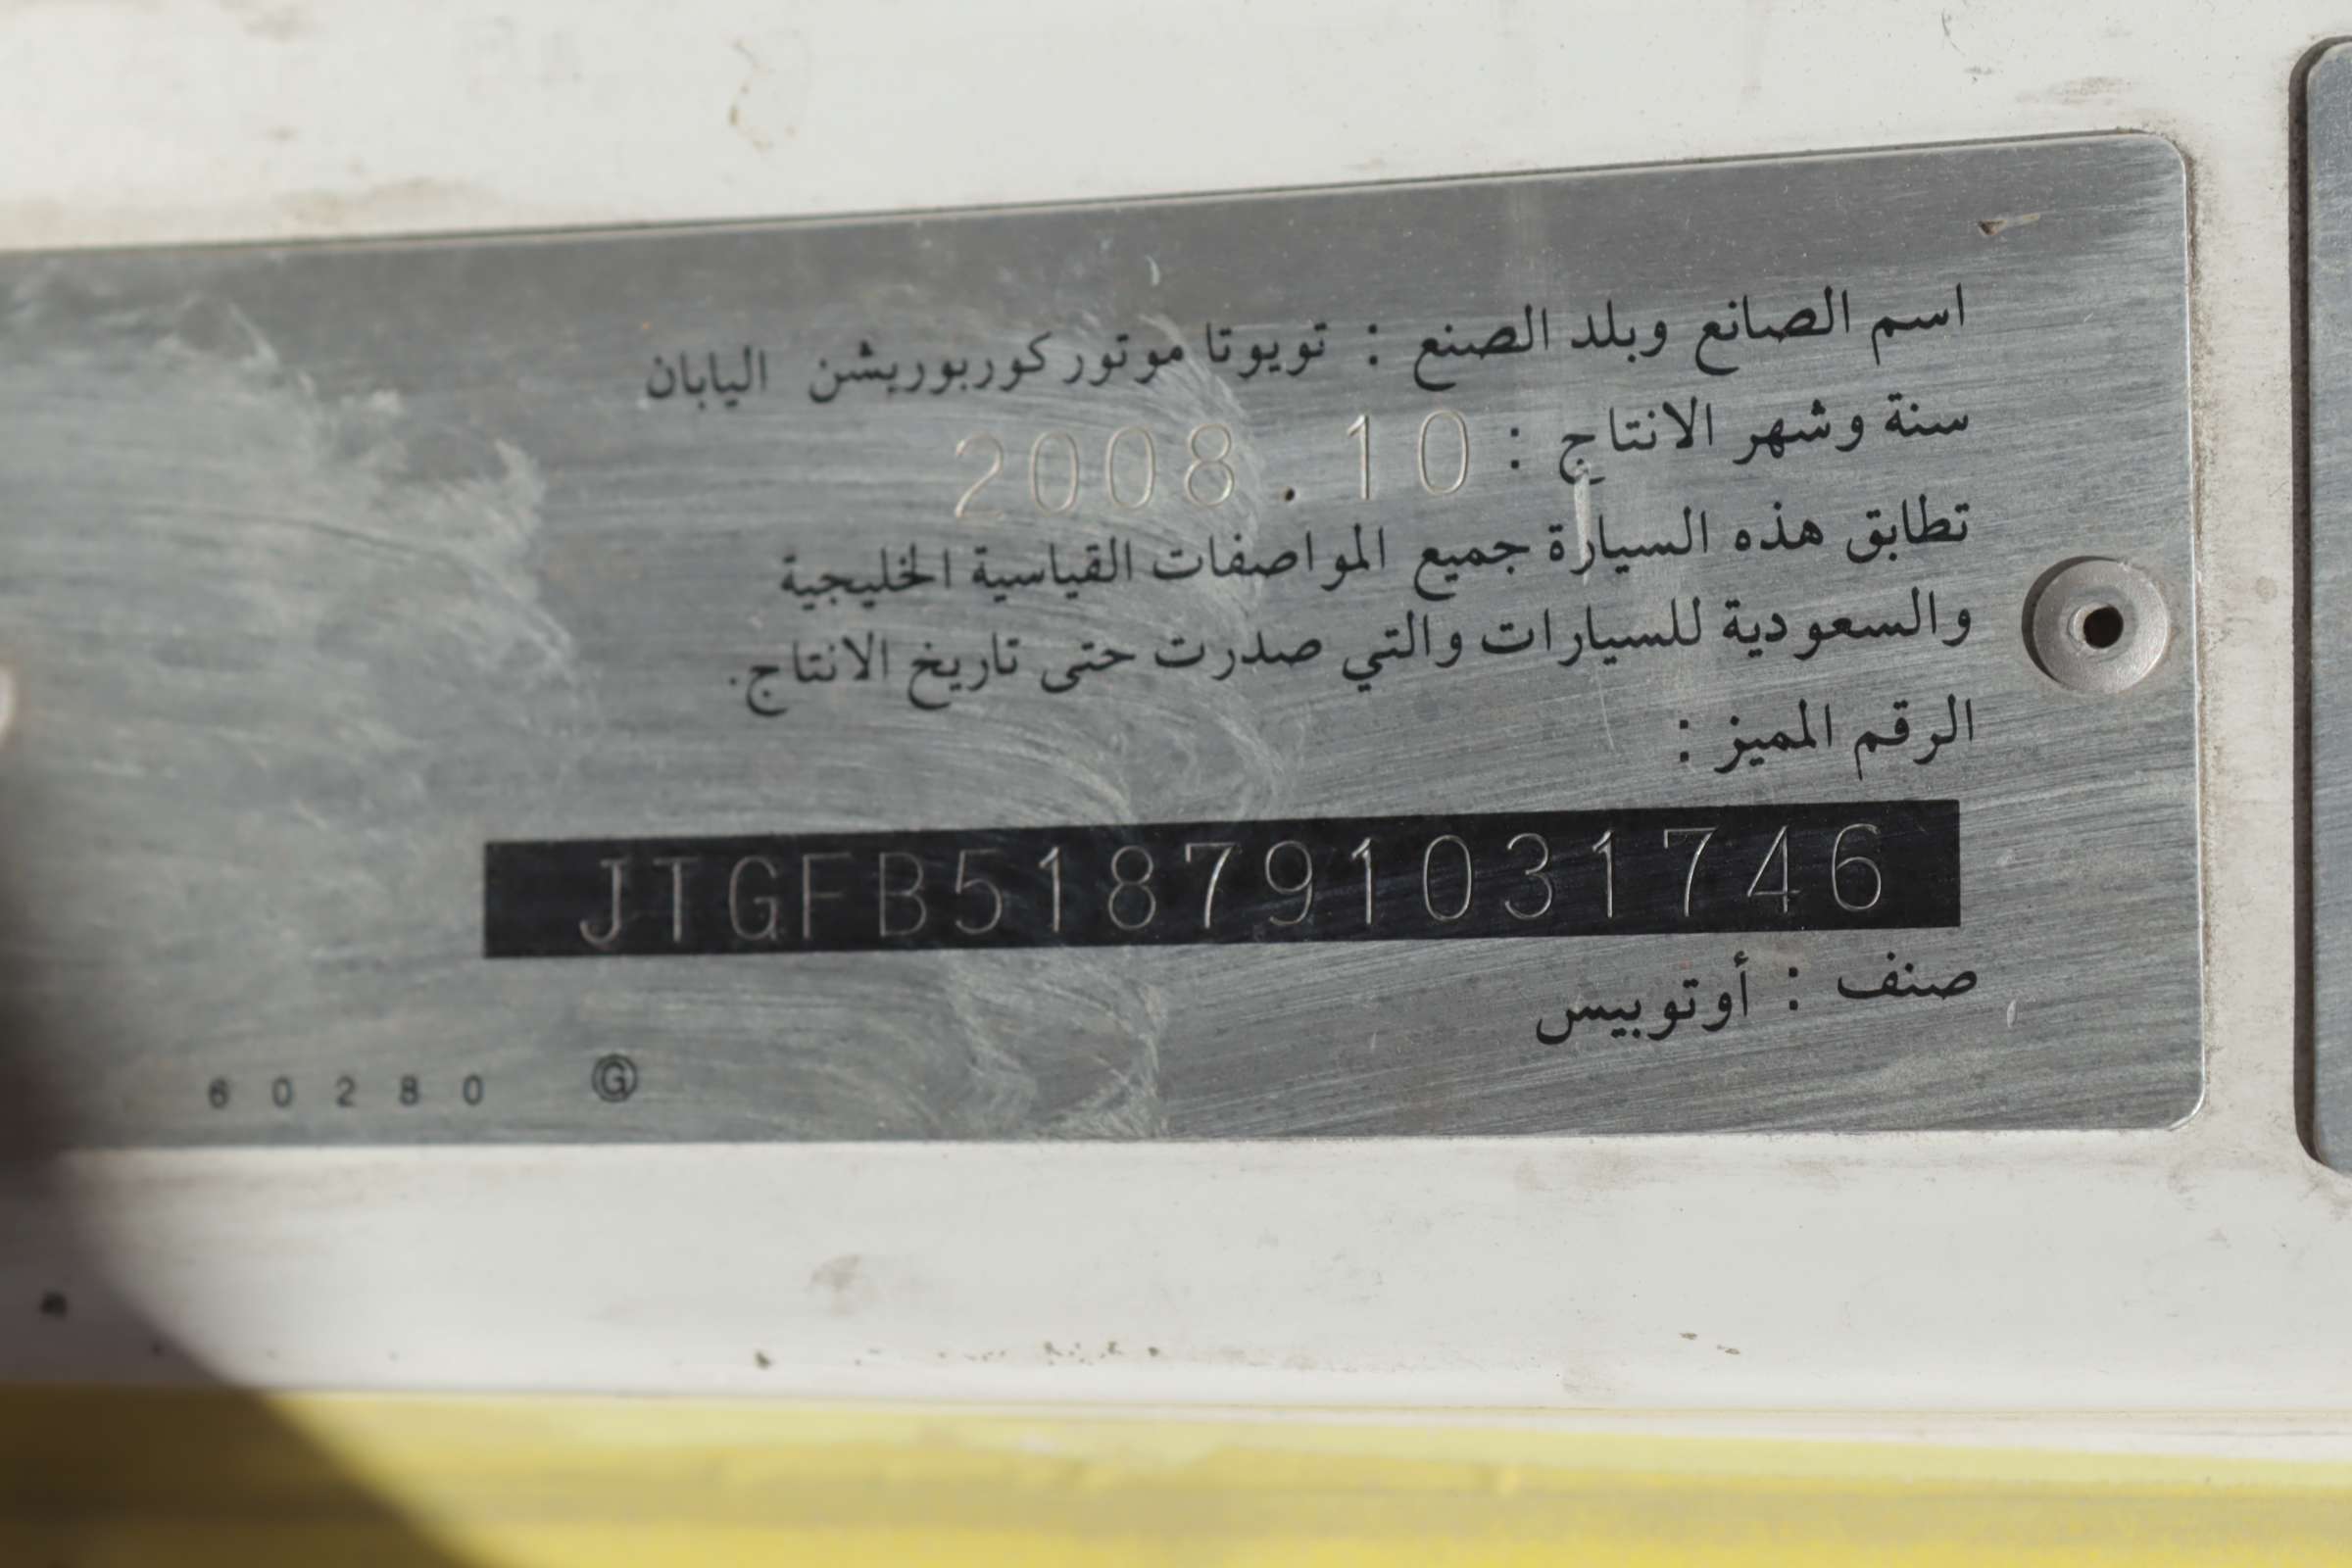 اسم الصانع وبلد الصنع : تويوتا موتور كوربوريشن اليابان
سنة وشهر الانتاج : 2008.10
تطابق هذه السيارة جميع المواصفات القياسية الخليجية
والسعودية للسيارات والتي صدرت حتى تاريخ الانتاج.
الرقم المميز :
JTGFB518791031746
صنف : أوتوبيس
60280 Ⓖ